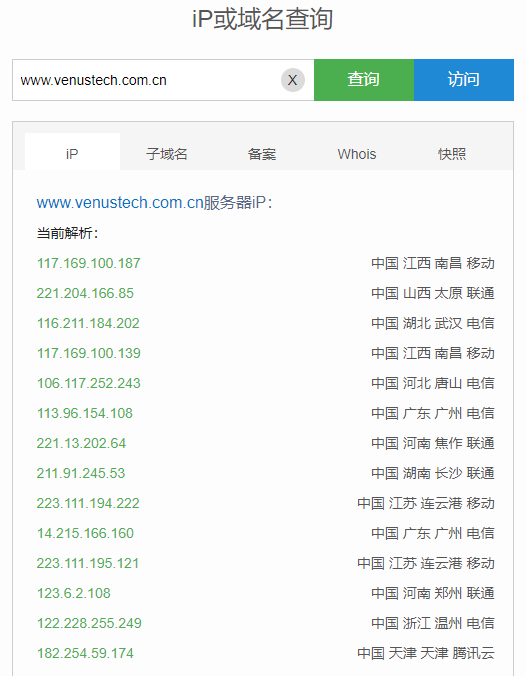 iP或域名查询
www.venustech.com.cn X 查询 访问
iP 子域名 备案 Whois 快照
www.venustech.com.cn服务器iP：
当前解析：
117.169.100.187 中国 江西 南昌 移动
221.204.166.85 中国 山西 太原 联通
116.211.184.202 中国 湖北 武汉 电信
117.169.100.139 中国 江西 南昌 移动
106.117.252.243 中国 河北 唐山 电信
113.96.154.108 中国 广东 广州 电信
221.13.202.64 中国 河南 焦作 联通
211.91.245.53 中国 湖南 长沙 联通
223.111.194.222 中国 江苏 连云港 移动
14.215.166.160 中国 广东 广州 电信
223.111.195.121 中国 江苏 连云港 移动
123.6.2.108 中国 河南 郑州 联通
122.228.255.249 中国 浙江 温州 电信
182.254.59.174 中国 天津 天津 腾讯云